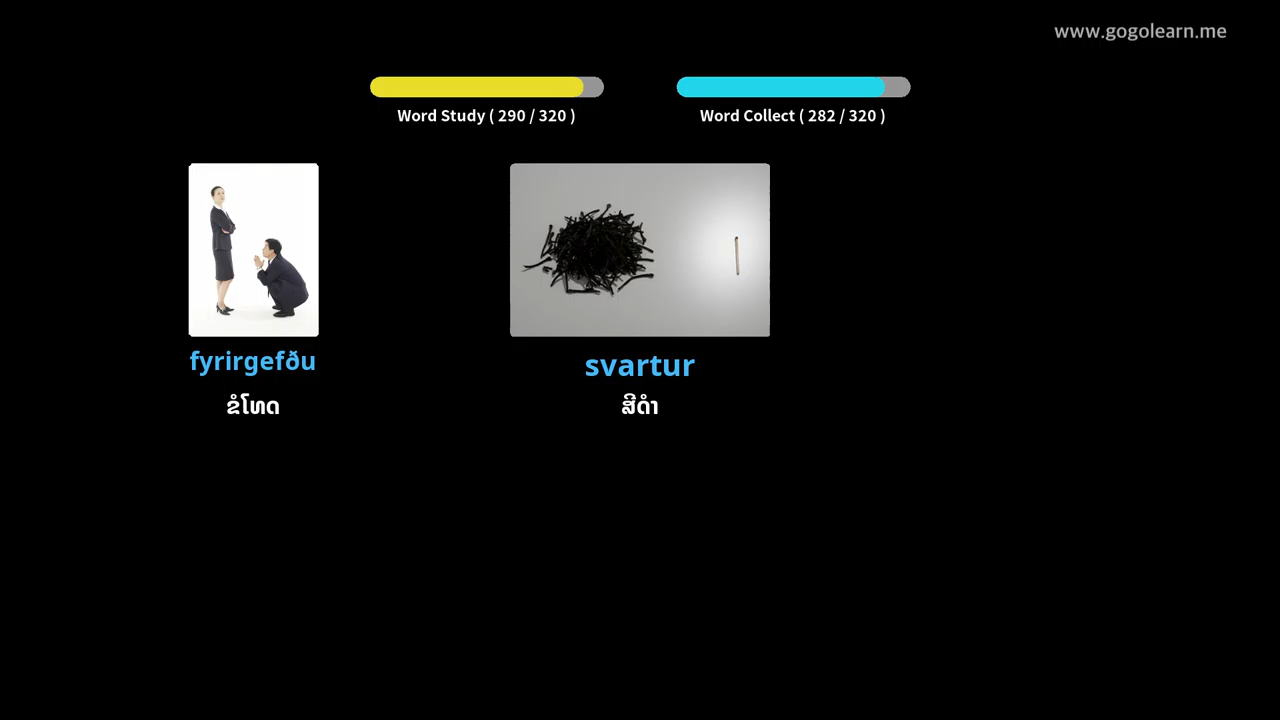 www.gogolearn.me
Word Study ( 290 / 320 )
Word Collect ( 282 / 320 )
fyrirgefðu
svartur
ຂໍໂທດ
ສີດຳ